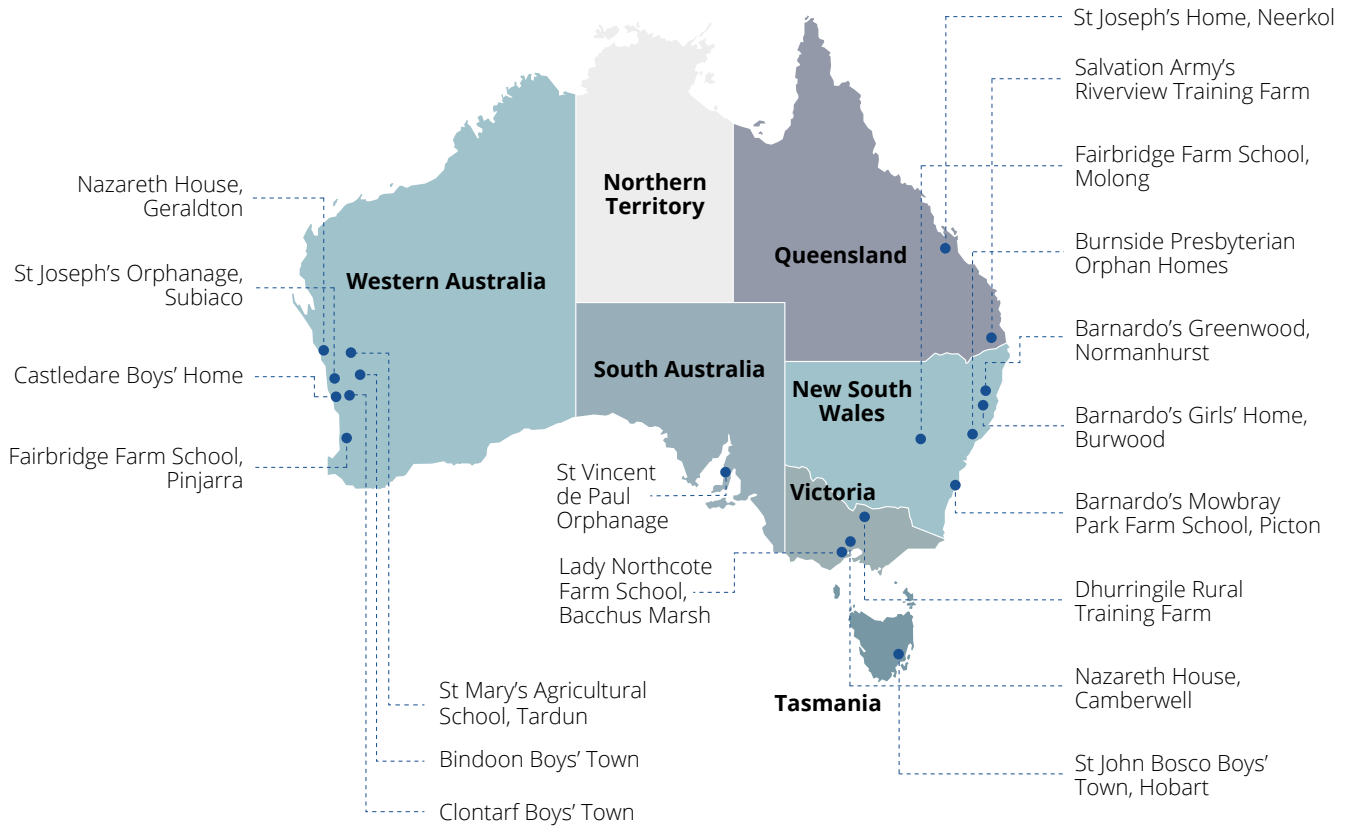 Nazareth House,
Geraldton
St Joseph’s Orphanage,
Subiaco
Castledare Boys’ Home
Fairbridge Farm School,
Pinjarra
Western Australia
Northern
Territory
Queensland
South Australia
New South
Wales
Victoria
Tasmania
St Vincent
de Paul
Orphanage
Lady Northcote
Farm School,
Bacchus Marsh
St Mary’s Agricultural
School, Tardun
Bindoon Boys’ Town
Clontarf Boys’ Town
St Joseph’s Home, Neerkol
Salvation Army’s
Riverview Training Farm
Fairbridge Farm School,
Molong
Burnside Presbyterian
Orphan Homes
Barnardo’s Greenwood,
Normanhurst
Barnardo’s Girls’ Home,
Burwood
Barnardo’s Mowbray
Park Farm School, Picton
Dhurringile Rural
Training Farm
Nazareth House,
Camberwell
St John Bosco Boys’
Town, Hobart